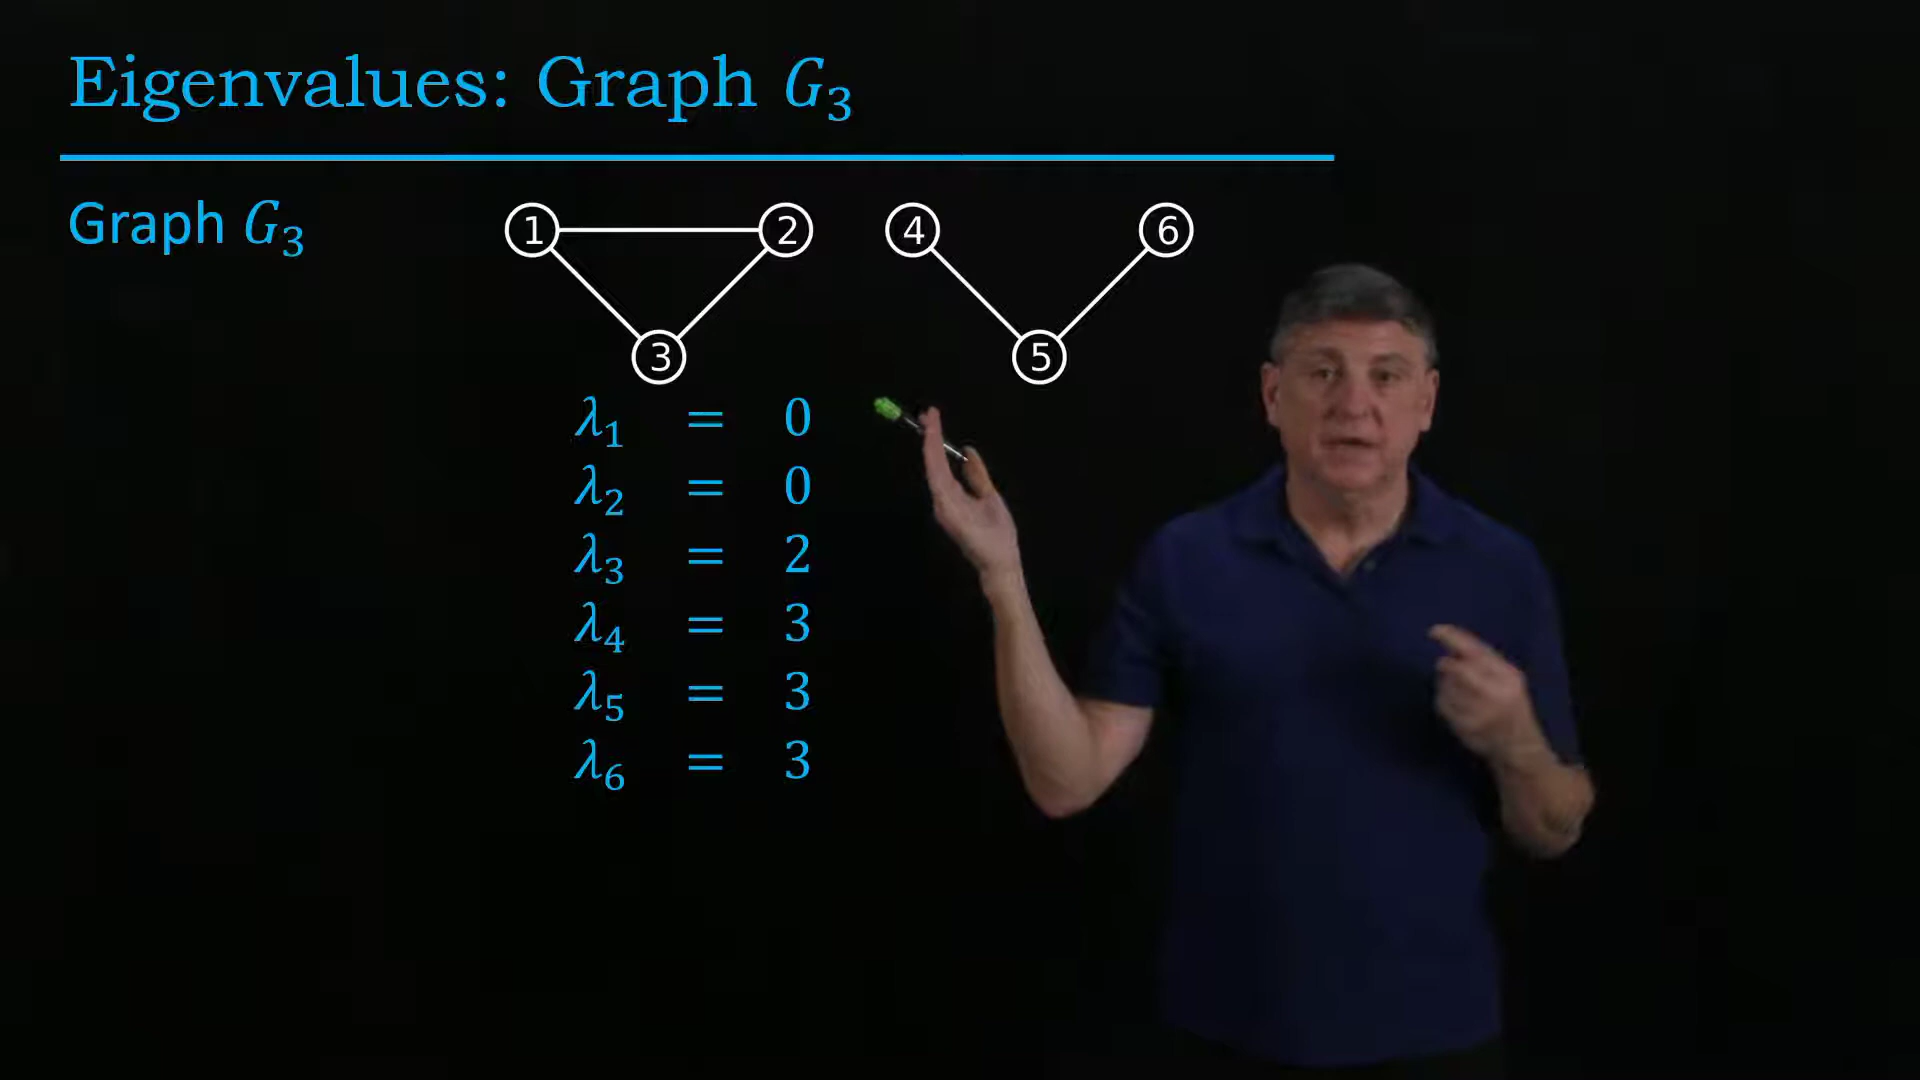 Eigenvalues: Graph G₃
Graph G₃
1 2 4 6
3 5
λ₁ = 0
λ₂ = 0
λ₃ = 2
λ₄ = 3
λ₅ = 3
λ₆ = 3